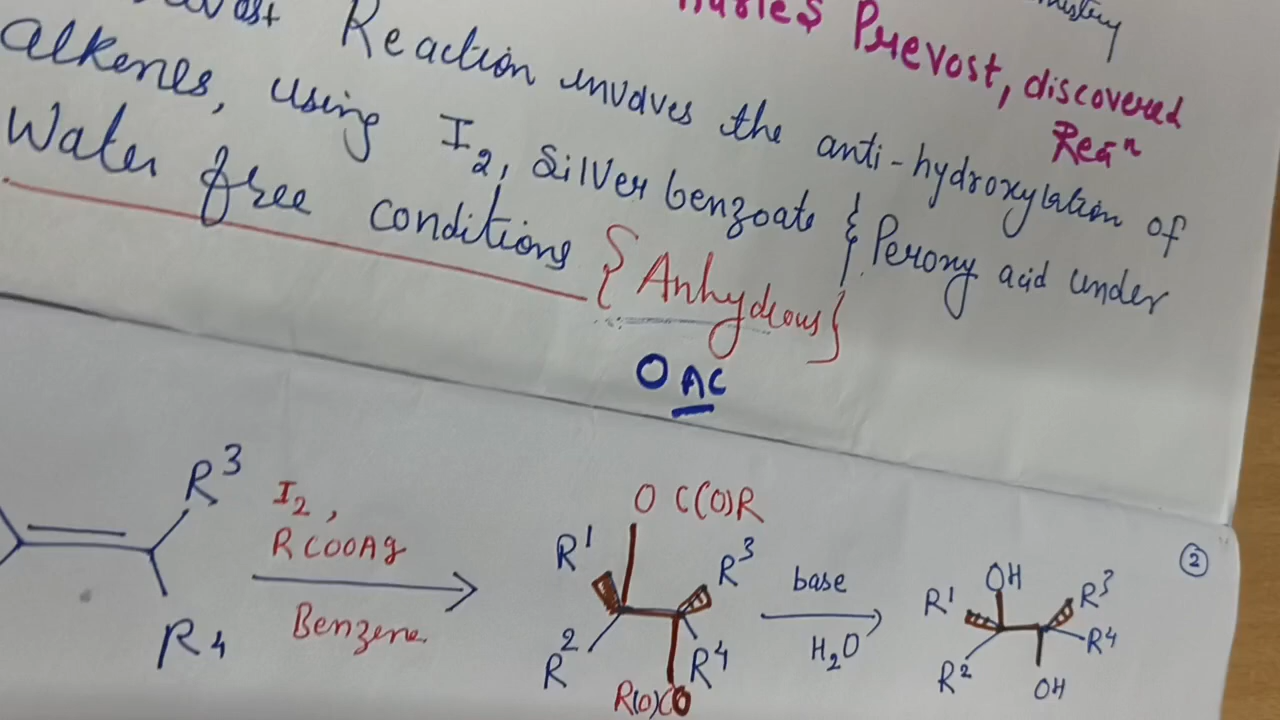 Prevost, discovered
Reaⁿ
Reaction involves the anti-hydroxylation of
alkenes, using I₂, Silver benzoate { Peroxy acid under
Water free conditions {Anhydrous}
OAC
R³
I₂,
RCOOAg
Benzene
R4
O C(O)R
R¹
R³
R²
R⁴
R(O)CO
base
H₂O
OH
R¹
R³
R²
R4
OH
②